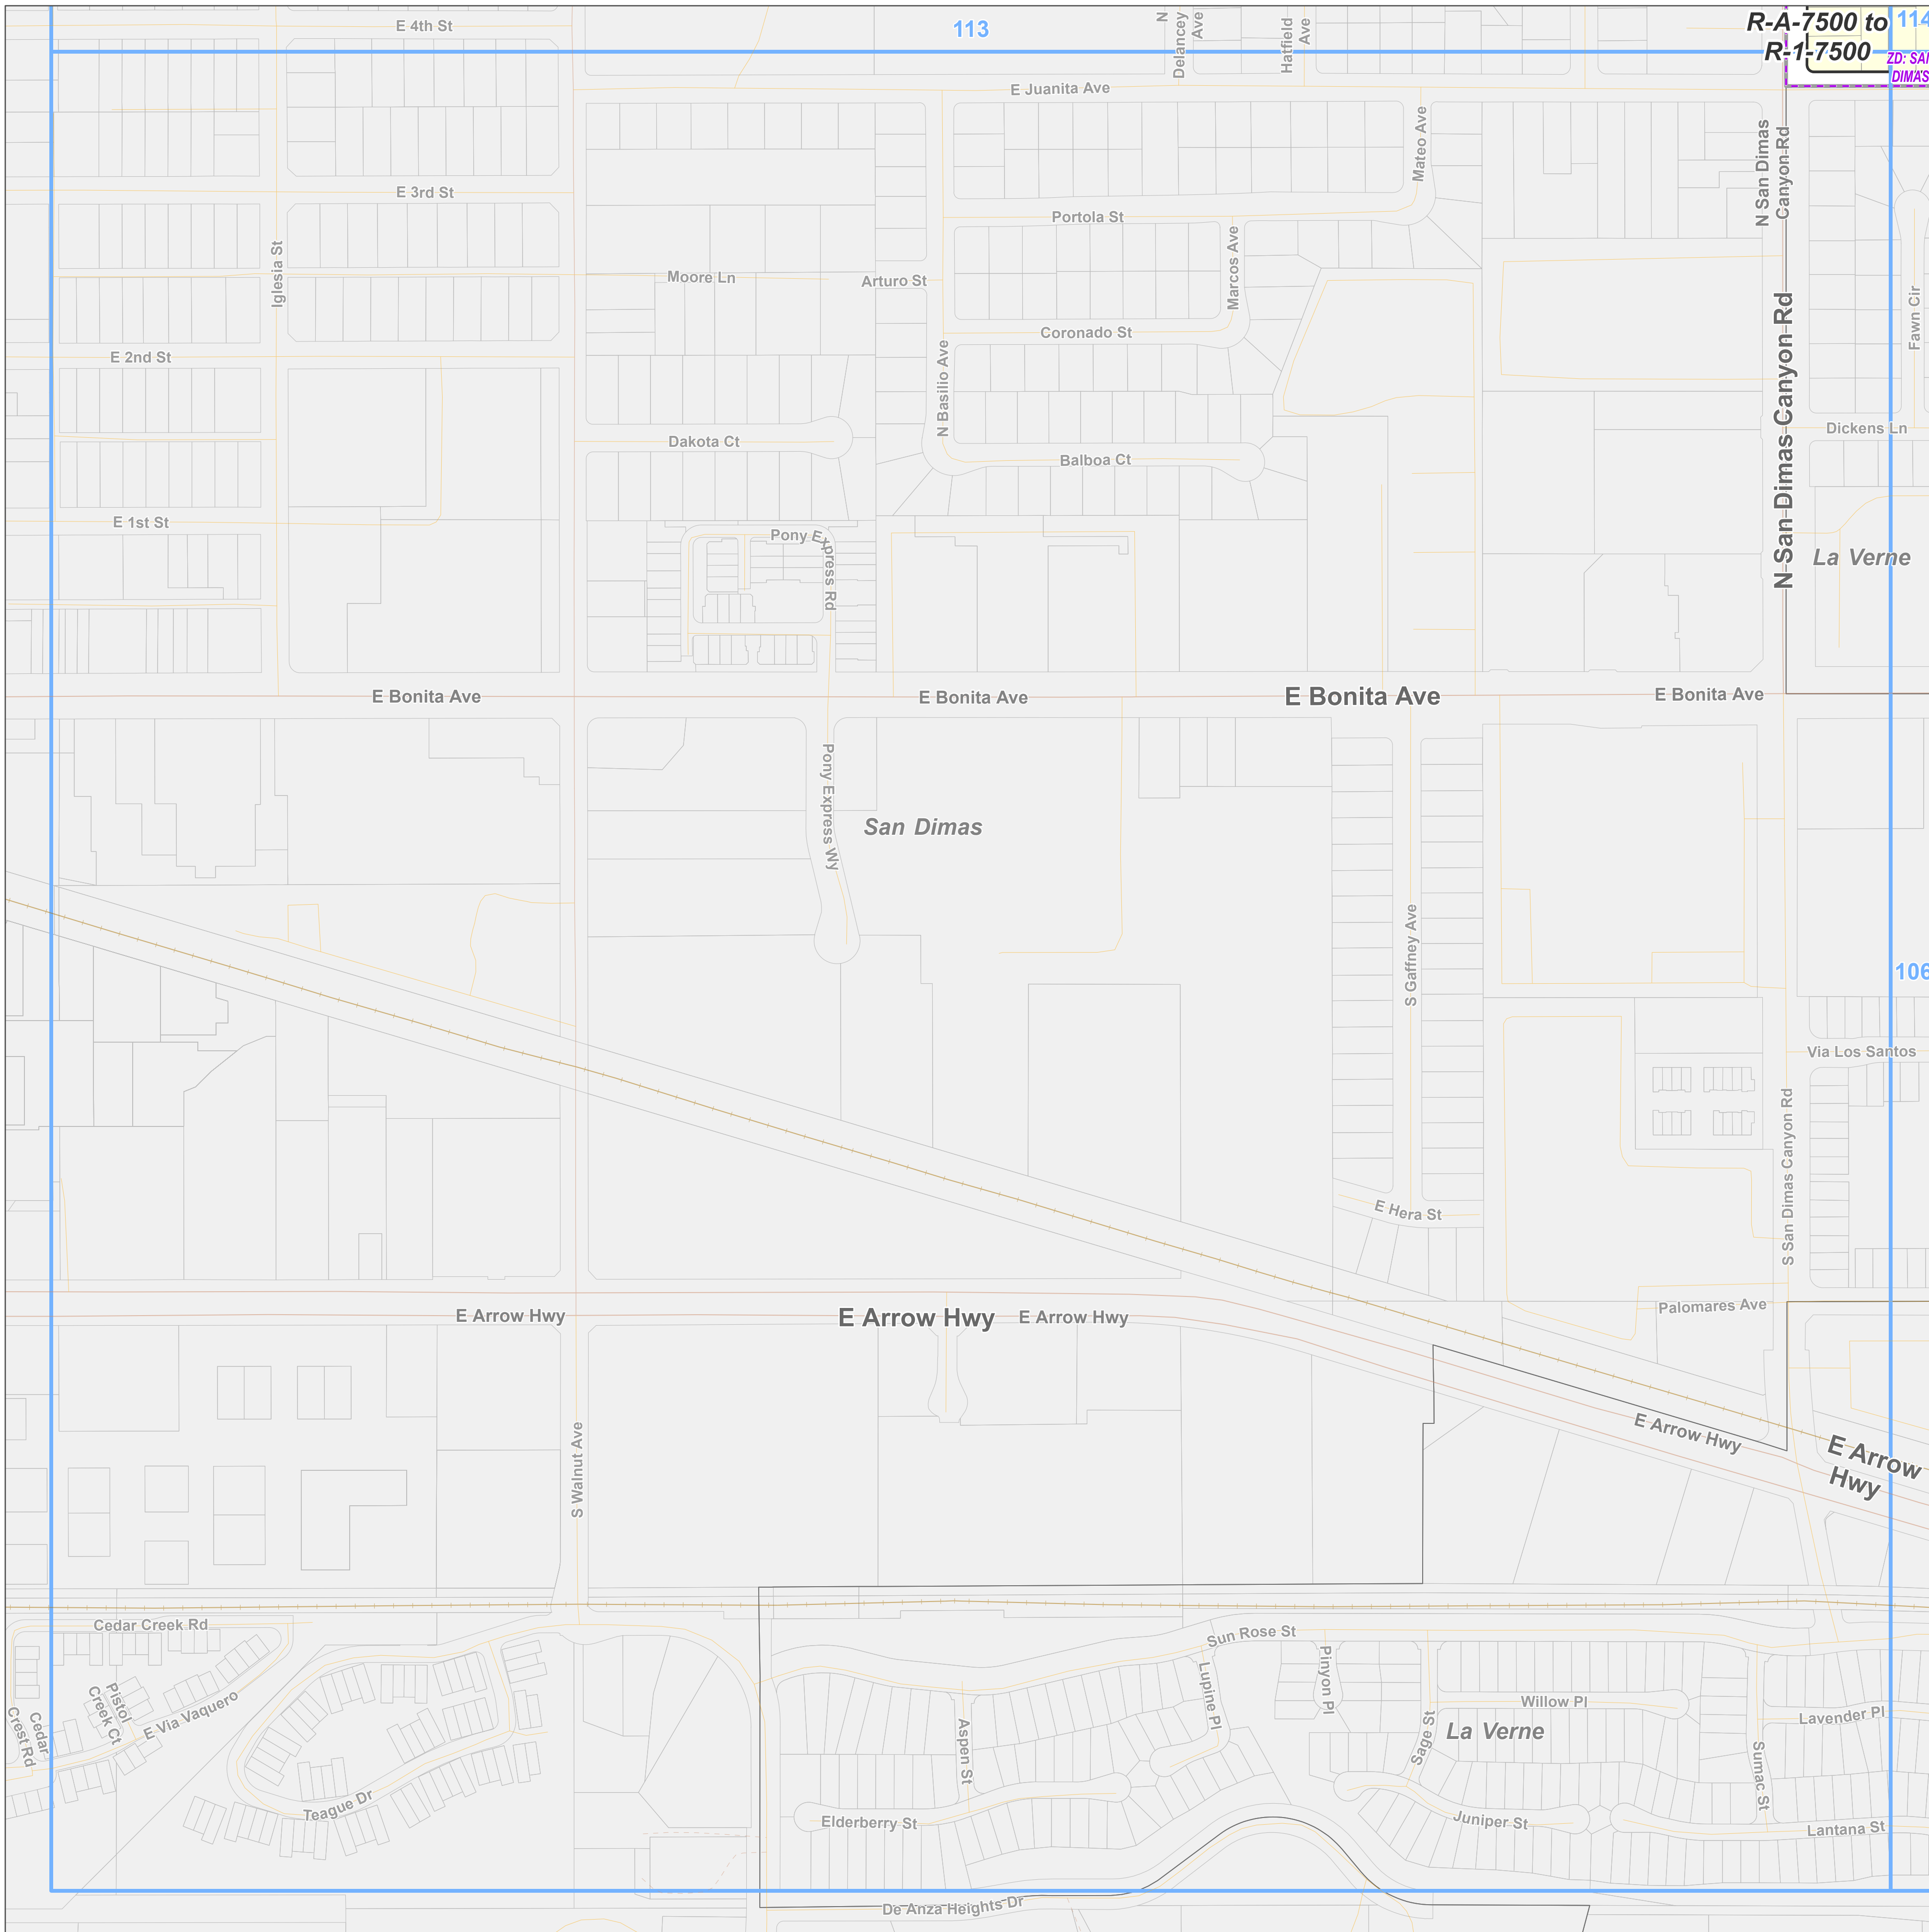 E 4th St
113
N
Delancey
Ave
Hatfield
Ave
R-A-7500 to
R-1-7500
114
ZD: SAN
DIMAS
E Juanita Ave
E 3rd St
Mateo Ave
N San Dimas
Canyon Rd
Portola St
Iglesia St
Moore Ln
Arturo St
Marcos Ave
Fawn Cir
Coronado St
E 2nd St
N Basilio Ave
N San Dimas Canyon Rd
Dakota Ct
Balboa Ct
Dickens Ln
E 1st St
Pony Express Rd
La Verne
E Bonita Ave
E Bonita Ave
E Bonita Ave
E Bonita Ave
Pony Express Wy
San Dimas
S Gaffney Ave
106
Via Los Santos
S San Dimas Canyon Rd
E Hera St
Palomares Ave
E Arrow Hwy
E Arrow Hwy
E Arrow Hwy
E Arrow Hwy
E Arrow
Hwy
S Walnut Ave
Cedar Creek Rd
Sun Rose St
Pistol
Creek Ct
E Via Vaquero
Cedar
Crest Rd
Lupine Pl
Pinyon Pl
Willow Pl
Sage St
La Verne
Lavender Pl
Aspen St
Sumac St
Teague Dr
Elderberry St
Juniper St
Lantana St
De Anza Heights Dr